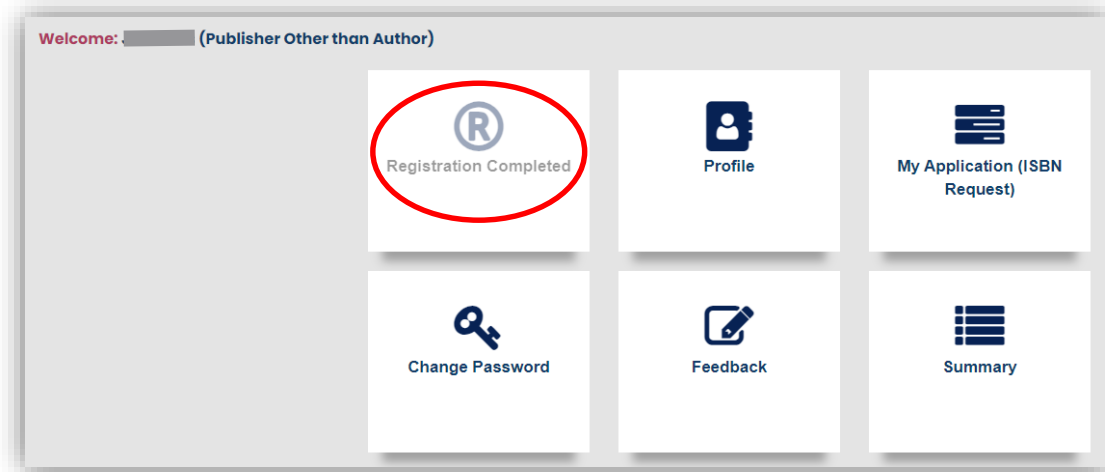 Welcome: (Publisher Other than Author)
®
Registration Completed
Profile
My Application (ISBN
Request)
Change Password
Feedback
Summary